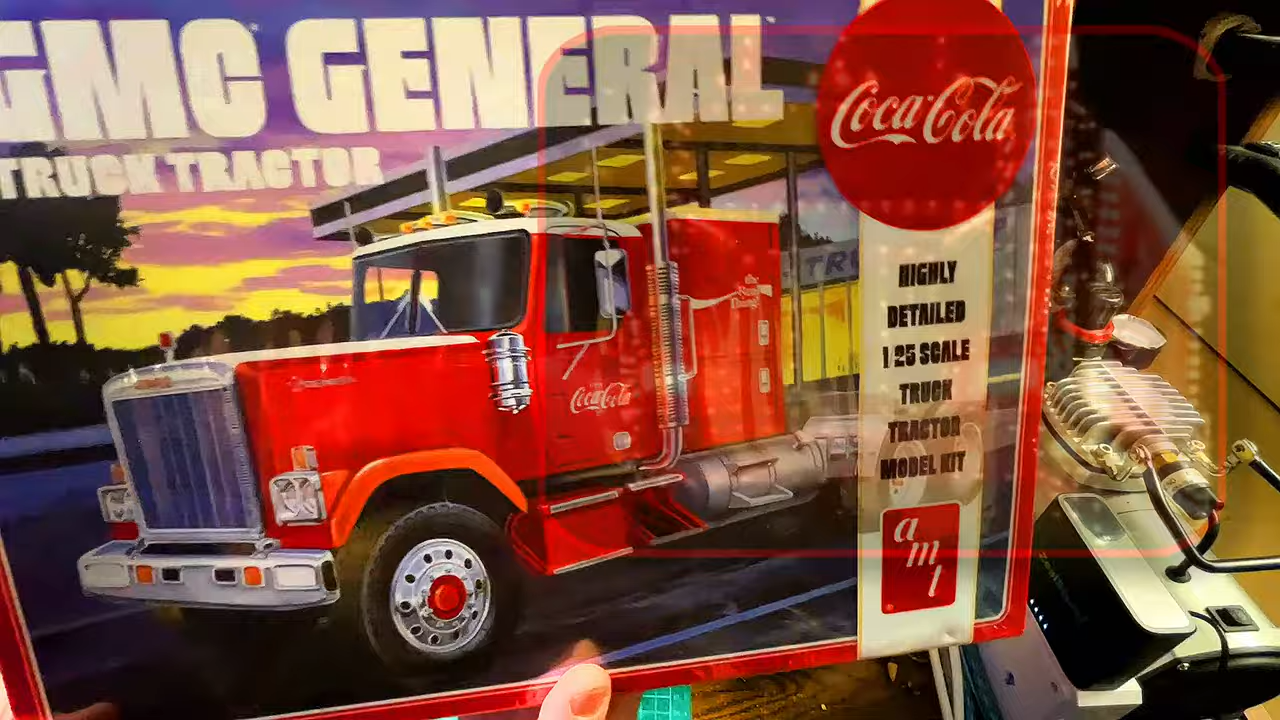 GMC GENERAL
TRUCK TRACTOR
Coca-Cola
HIGHLY
DETAILED
1/25 SCALE
TRUCK
TRACTOR
MODEL KIT
amt
Coca-Cola